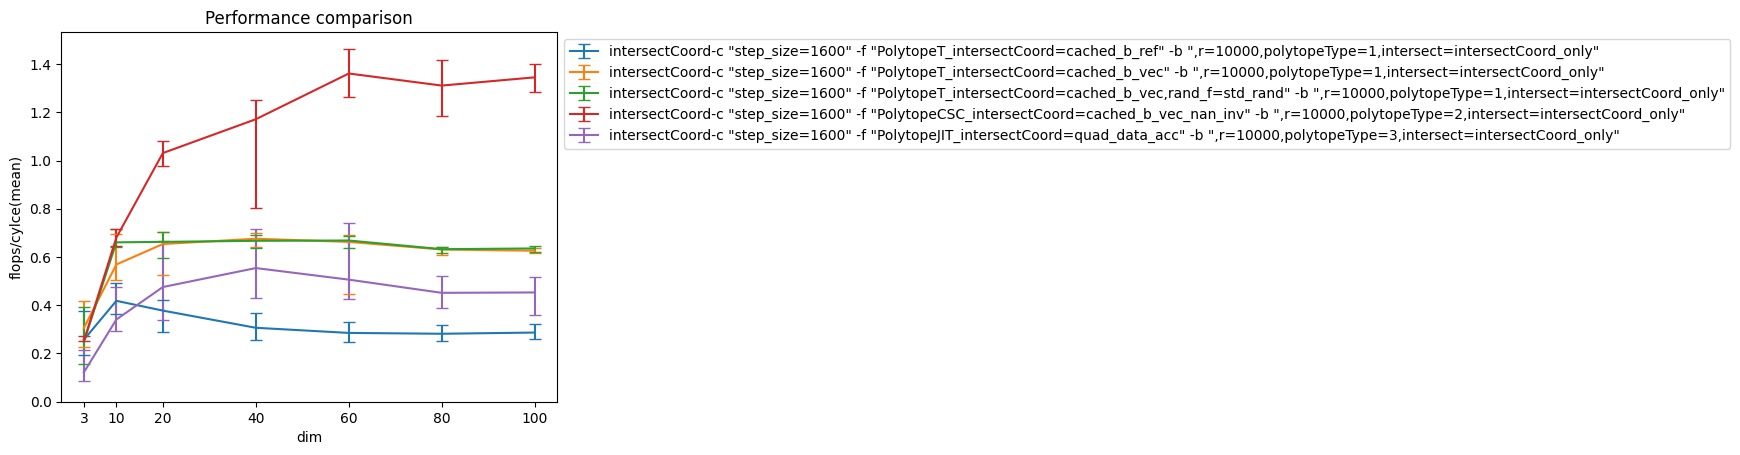 Performance comparison
flops/cylce(mean)
1.4
1.2
1.0
0.8
0.6
0.4
0.2
0.0
3 10 20 40 60 80 100
dim
intersectCoord-c "step_size=1600" -f "PolytopeT_intersectCoord=cached_b_ref" -b ",r=10000,polytopeType=1,intersect=intersectCoord_only"
intersectCoord-c "step_size=1600" -f "PolytopeT_intersectCoord=cached_b_vec" -b ",r=10000,polytopeType=1,intersect=intersectCoord_only"
intersectCoord-c "step_size=1600" -f "PolytopeT_intersectCoord=cached_b_vec,rand_f=std_rand" -b ",r=10000,polytopeType=1,intersect=intersectCoord_only"
intersectCoord-c "step_size=1600" -f "PolytopeCSC_intersectCoord=cached_b_vec_nan_inv" -b ",r=10000,polytopeType=2,intersect=intersectCoord_only"
intersectCoord-c "step_size=1600" -f "PolytopeJIT_intersectCoord=quad_data_acc" -b ",r=10000,polytopeType=3,intersect=intersectCoord_only"